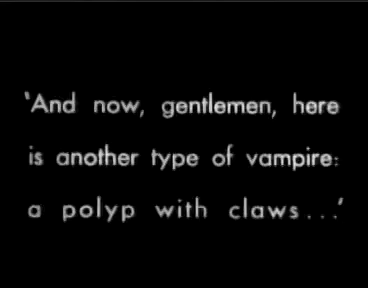 'And now, gentlemen, here
is another type of vampire:
a polyp with claws...'